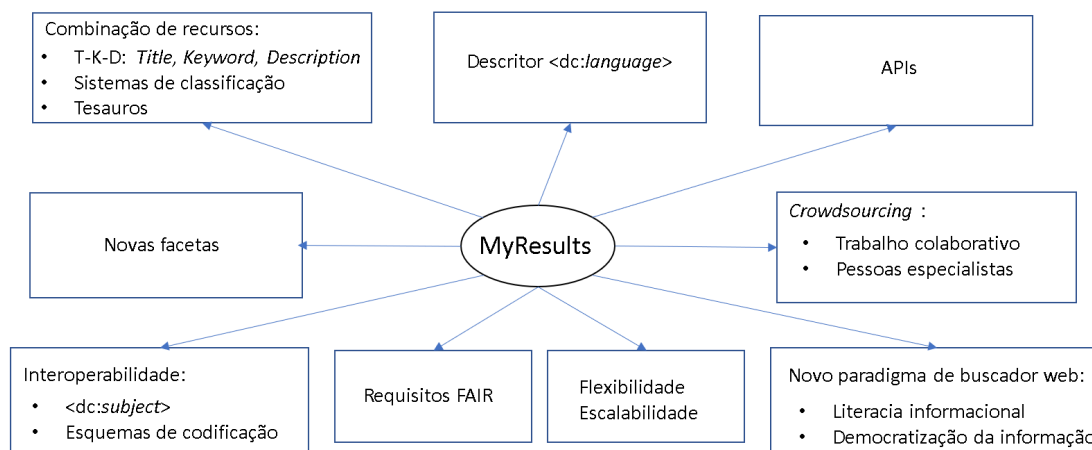 Combinação de recursos:
• T-K-D: Title, Keyword, Description
• Sistemas de classificação
• Tesauros
Descritor <dc:language>
APIs
Novas facetas
MyResults
Crowdsourcing :
• Trabalho colaborativo
• Pessoas especialistas
Interoperabilidade:
• <dc:subject>
• Esquemas de codificação
Requisitos FAIR
Flexibilidade
Escalabilidade
Novo paradigma de buscador web:
• Literacia informacional
• Democratização da informação